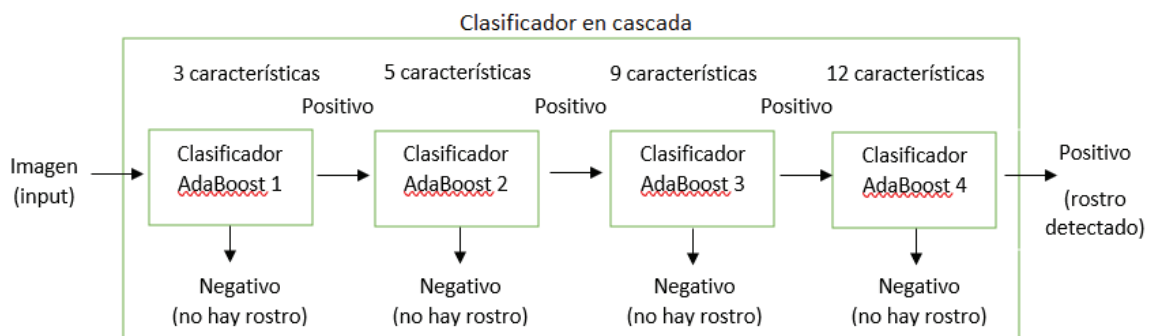 Clasificador en cascada
3 características
5 características
9 características
12 características
Positivo
Positivo
Positivo
Imagen
(input)
Clasificador
AdaBoost 1
Clasificador
AdaBoost 2
Clasificador
AdaBoost 3
Clasificador
AdaBoost 4
Positivo
(rostro
detectado)
Negativo
(no hay rostro)
Negativo
(no hay rostro)
Negativo
(no hay rostro)
Negativo
(no hay rostro)